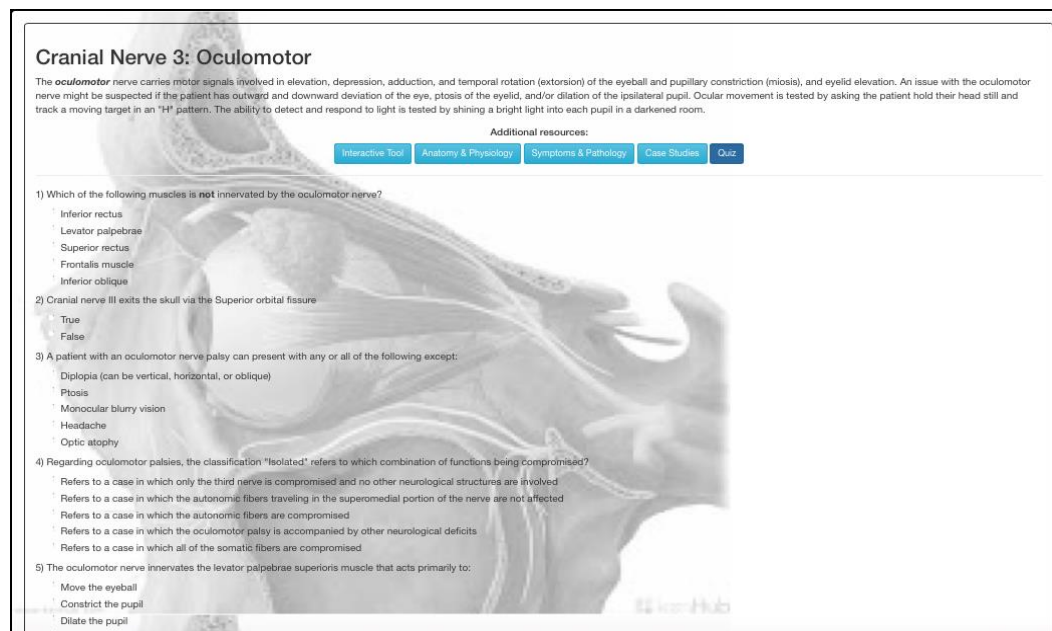 Cranial Nerve 3: Oculomotor
The oculomotor nerve carries motor signals involved in elevation, depression, adduction, and temporal rotation (extorsion) of the eyeball and pupillary constriction (miosis), and eyelid elevation. An issue with the oculomotor
nerve might be suspected if the patient has outward and downward deviation of the eye, ptosis of the eyelid, and/or dilation of the ipsilateral pupil. Ocular movement is tested by asking the patient hold their head still and
track a moving target in an "H" pattern. The ability to detect and respond to light is tested by shining a bright light into each pupil in a darkened room.
Additional resources:
Interactive Tool Anatomy & Physiology Symptoms & Pathology Case Studies Quiz
1) Which of the following muscles is not innervated by the oculomotor nerve?
Inferior rectus
Levator palpebrae
Superior rectus
Frontalis muscle
Inferior oblique
2) Cranial nerve III exits the skull via the Superior orbital fissure
True
False
3) A patient with an oculomotor nerve palsy can present with any or all of the following except:
Diplopia (can be vertical, horizontal, or oblique)
Ptosis
Monocular blurry vision
Headache
Optic atophy
4) Regarding oculomotor palsies, the classification "Isolated" refers to which combination of functions being compromised?
Refers to a case in which only the third nerve is compromised and no other neurological structures are involved
Refers to a case in which the autonomic fibers traveling in the superomedial portion of the nerve are not affected
Refers to a case in which the autonomic fibers are compromised
Refers to a case in which the oculomotor palsy is accompanied by other neurological deficits
Refers to a case in which all of the somatic fibers are compromised
5) The oculomotor nerve innervates the levator palpebrae superioris muscle that acts primarily to:
Move the eyeball
Constrict the pupil
Dilate the pupil